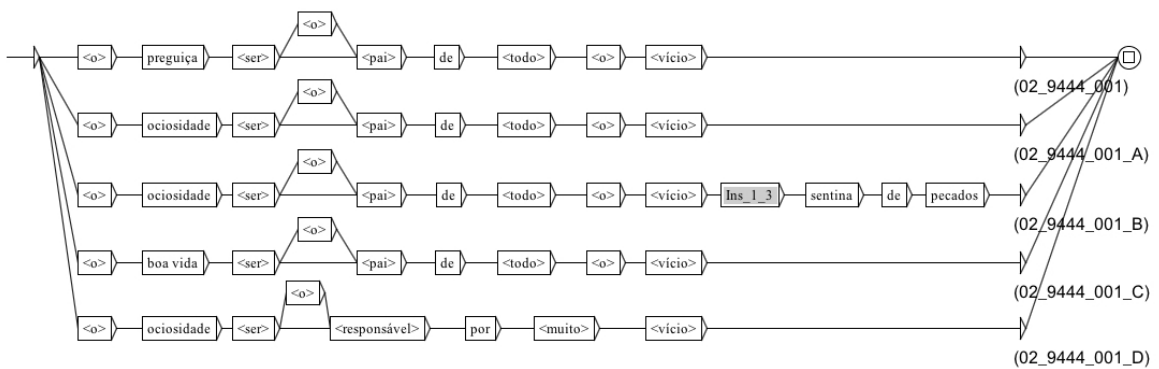 <o>
<o> preguiça <ser> <pai> de <todo> <o> <vício>
(02_9444_001)
<o>
<o> ociosidade <ser> <pai> de <todo> <o> <vício>
(02_9444_001_A)
<o>
<o> ociosidade <ser> <pai> de <todo> <o> <vício> Ins_1_3 sentina de pecados
(02_9444_001_B)
<o>
<o> boa vida <ser> <pai> de <todo> <o> <vício>
(02_9444_001_C)
<o>
<o> ociosidade <ser> <responsável> por <muito> <vício>
(02_9444_001_D)